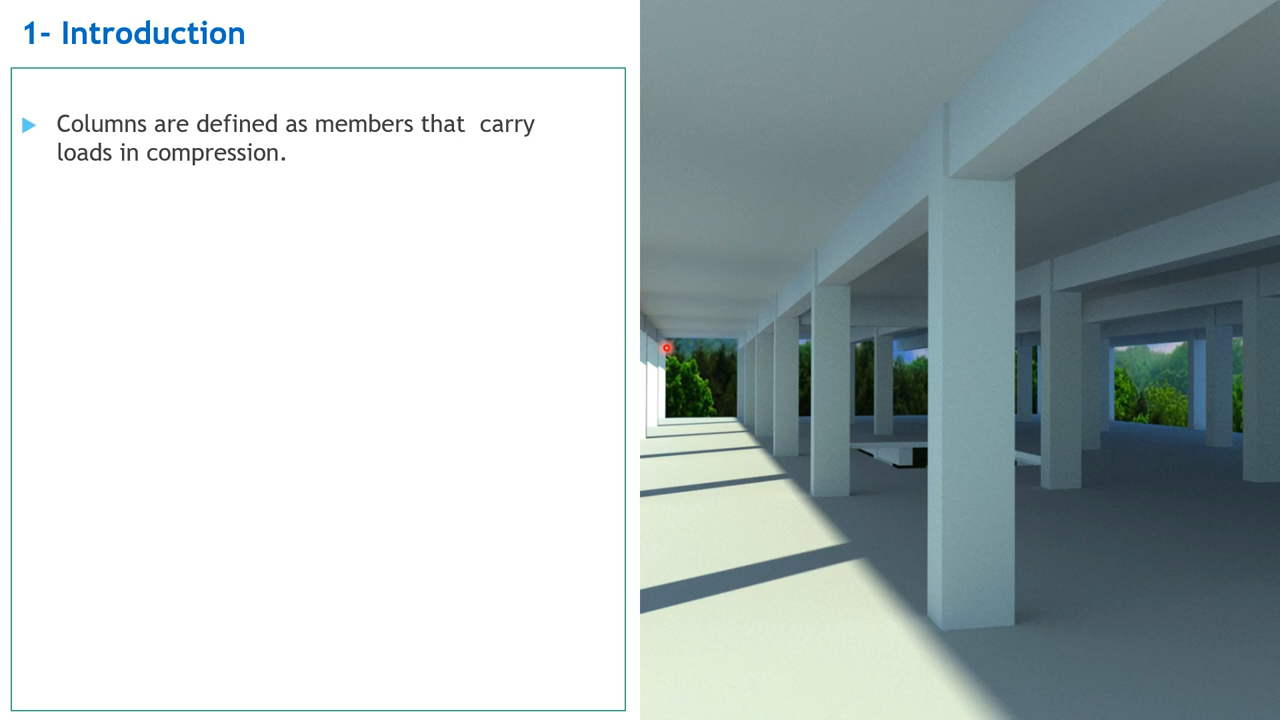 1- Introduction
Columns are defined as members that  carry
loads in compression.